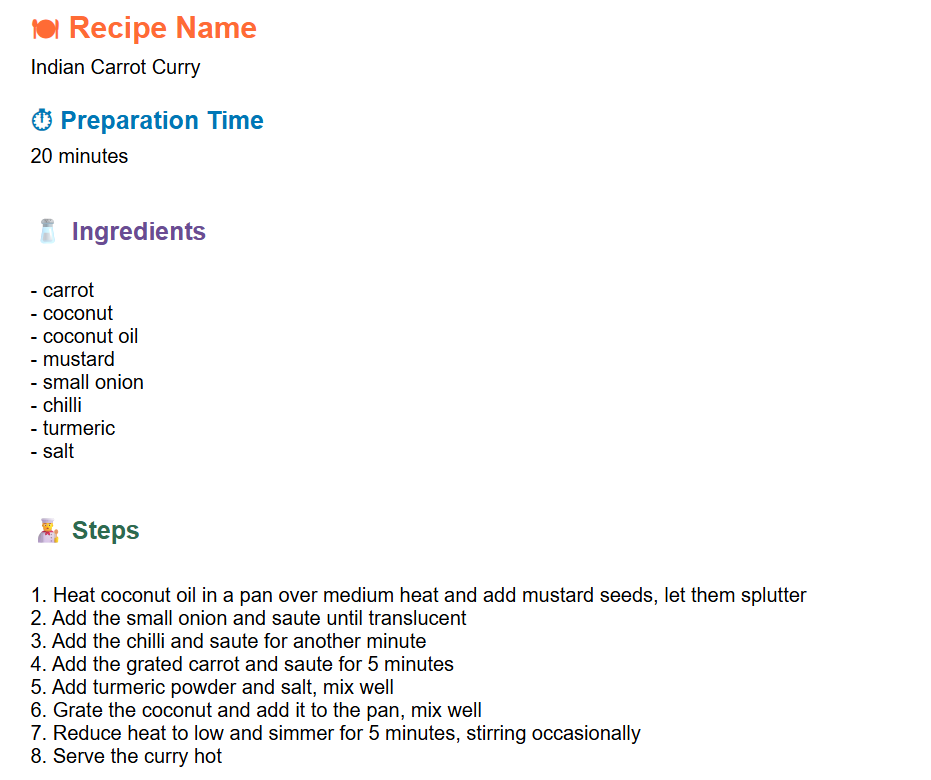 Recipe Name
Indian Carrot Curry
Preparation Time
20 minutes
Ingredients
- carrot
- coconut
- coconut oil
- mustard
- small onion
- chilli
- turmeric
- salt
Steps
1. Heat coconut oil in a pan over medium heat and add mustard seeds, let them splutter
2. Add the small onion and saute until translucent
3. Add the chilli and saute for another minute
4. Add the grated carrot and saute for 5 minutes
5. Add turmeric powder and salt, mix well
6. Grate the coconut and add it to the pan, mix well
7. Reduce heat to low and simmer for 5 minutes, stirring occasionally
8. Serve the curry hot